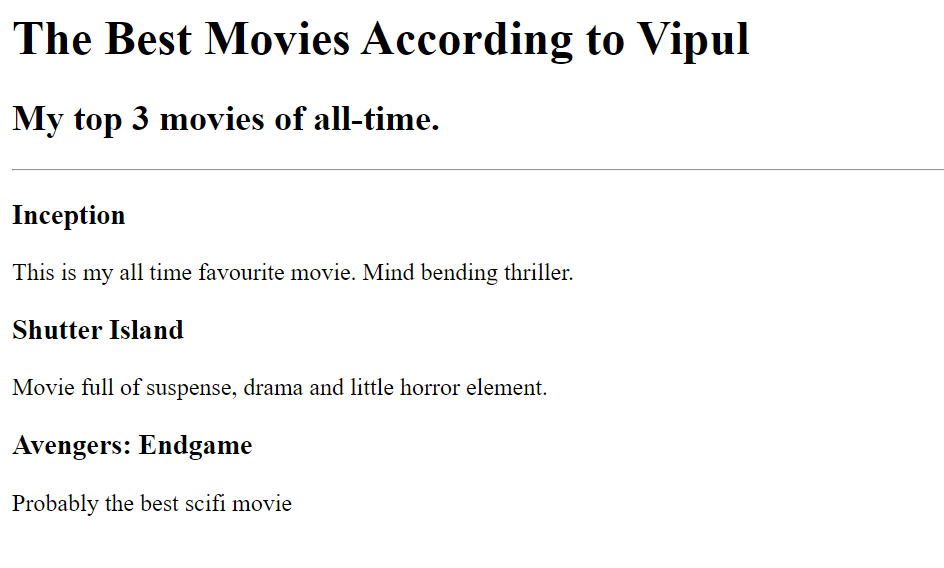 The Best Movies According to Vipul
My top 3 movies of all-time.
Inception
This is my all time favourite movie. Mind bending thriller.
Shutter Island
Movie full of suspense, drama and little horror element.
Avengers: Endgame
Probably the best scifi movie